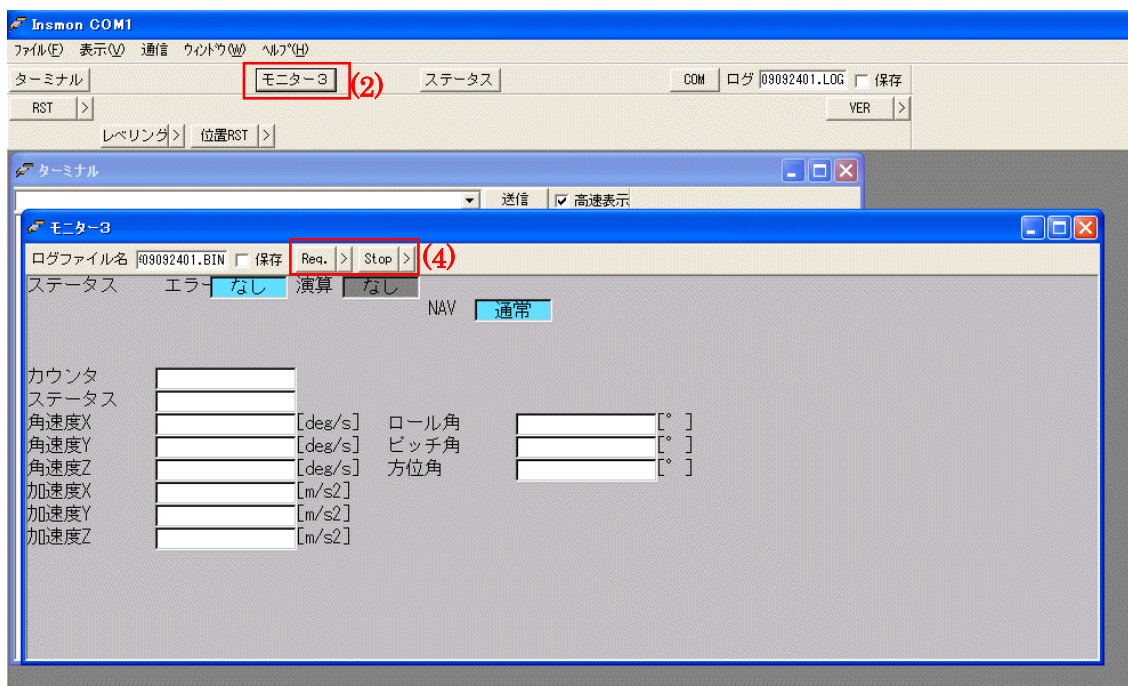 Insmon COM1
ファイル(F) 表示(V) 通信 ウィンドウ(W) ヘルプ(H)
ターミナル モニター3 (2) ステータス COM ログ 09092401.LOG 保存
RST > VER >
レベリング > 位置RST >
ターミナル
送信 高速表示
モニター3
ログファイル名 09092401.BIN 保存 Req. > Stop > (4)
ステータス エラー なし 演算 なし
NAV 通常
カウンタ
ステータス
角速度X [deg/s] ロール角 [° ]
角速度Y [deg/s] ピッチ角 [° ]
角速度Z [deg/s] 方位角 [° ]
加速度X [m/s2]
加速度Y [m/s2]
加速度Z [m/s2]